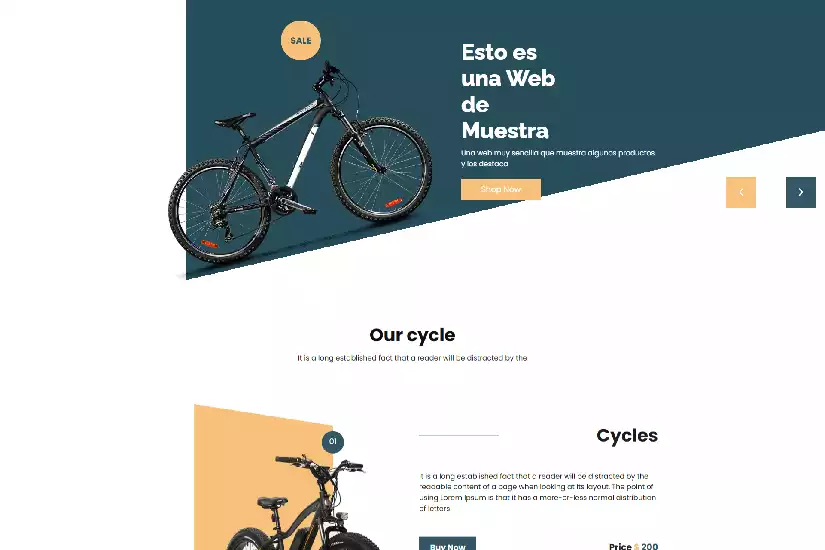 SALE
Esto es
una Web
de
Muestra
Una web muy sencilla que muestra algunos productos
y los destaca
Shop Now
Our cycle
It is a long established fact that a reader will be distracted by the
01
Cycles
It is a long established fact that a reader will be distracted by the
readable content of a page when looking at its layout. The point of
using Lorem Ipsum is that it has a more-or-less normal distribution
of letters
Buy Now
Price $ 200